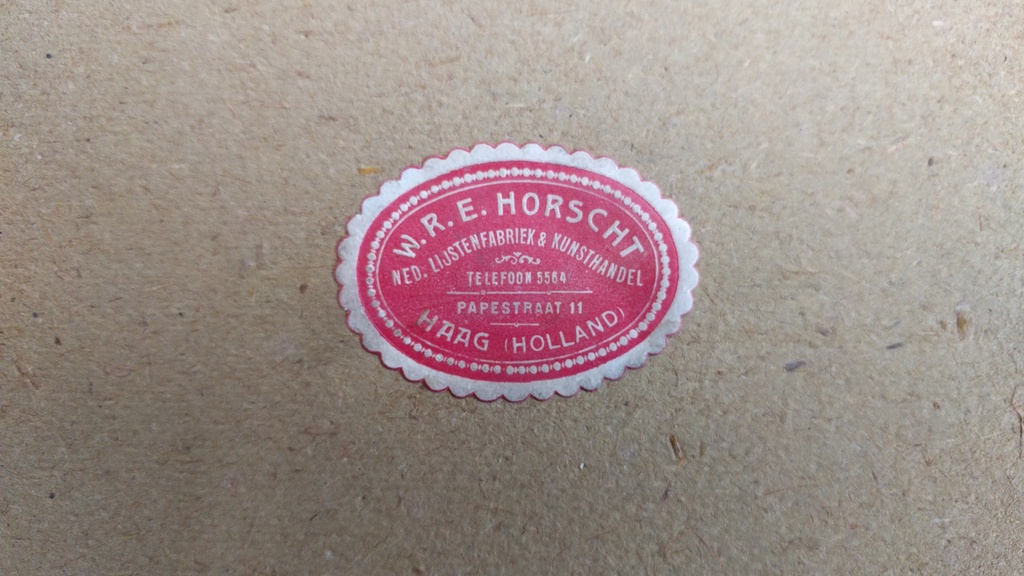 W. R. E. HORSCHT
NED. LIJSTENFABRIEK & KUNSTHANDEL
TELEFOON 5564
PAPESTRAAT 11
HAAG (HOLLAND)